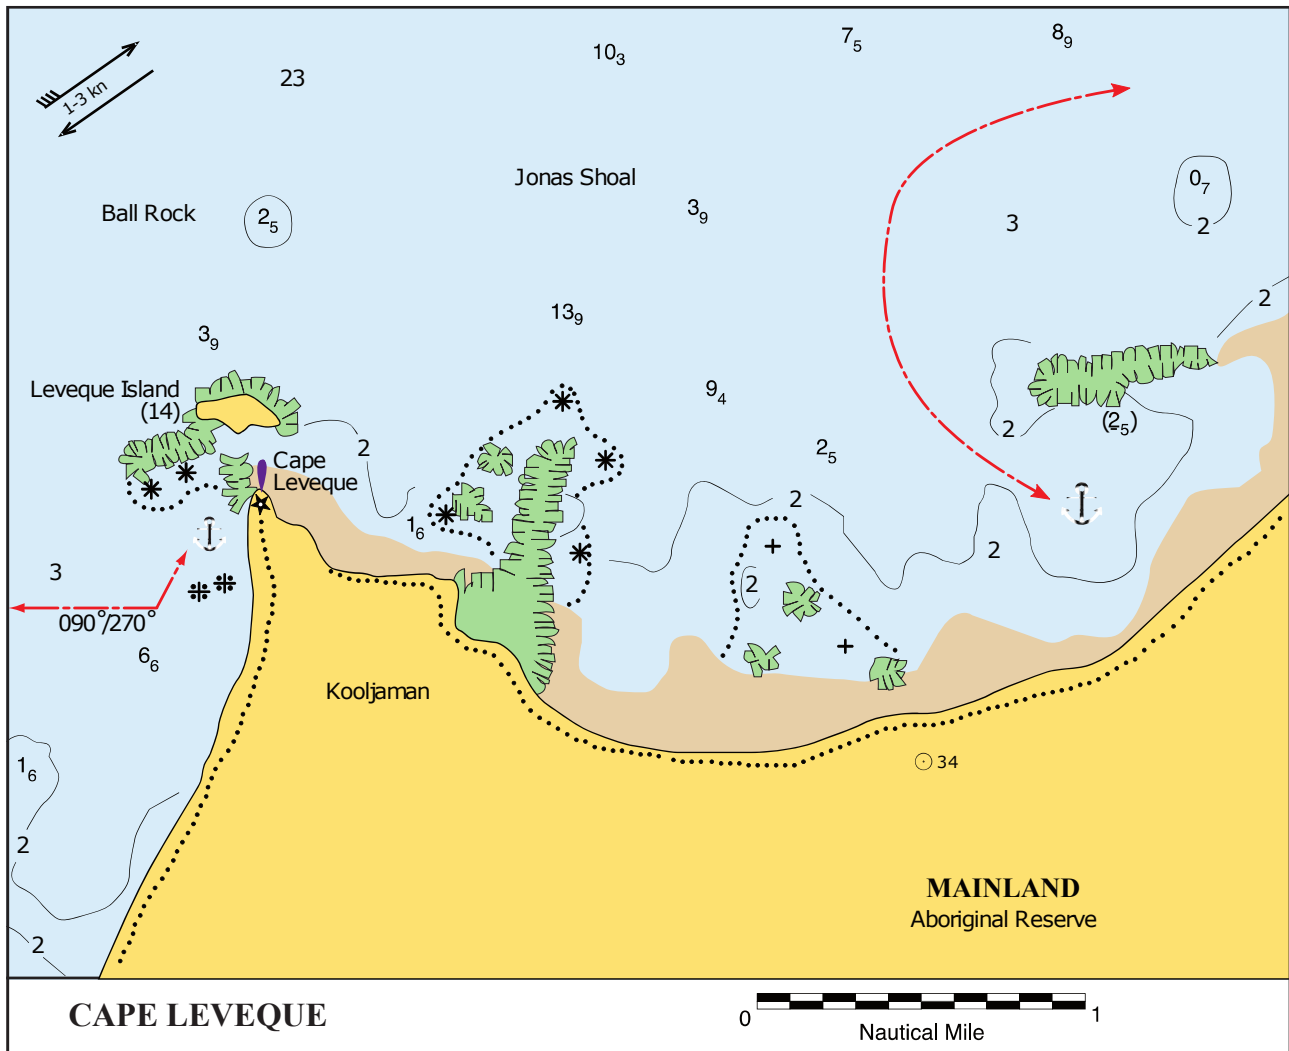 8₉
7₅
10₃
23
1-3 kn
Jonas Shoal
0₇
3₉
Ball Rock
2₅
3
2
2
13₉
3₉
Leveque Island
(14)
9₄
(2₅)
2
2
2₅
Cape
Leveque
2
1₆
2
3
2
090°/270°
6₆
Kooljaman
34
1₆
2
MAINLAND
Aboriginal Reserve
2
CAPE LEVEQUE
0
1
Nautical Mile